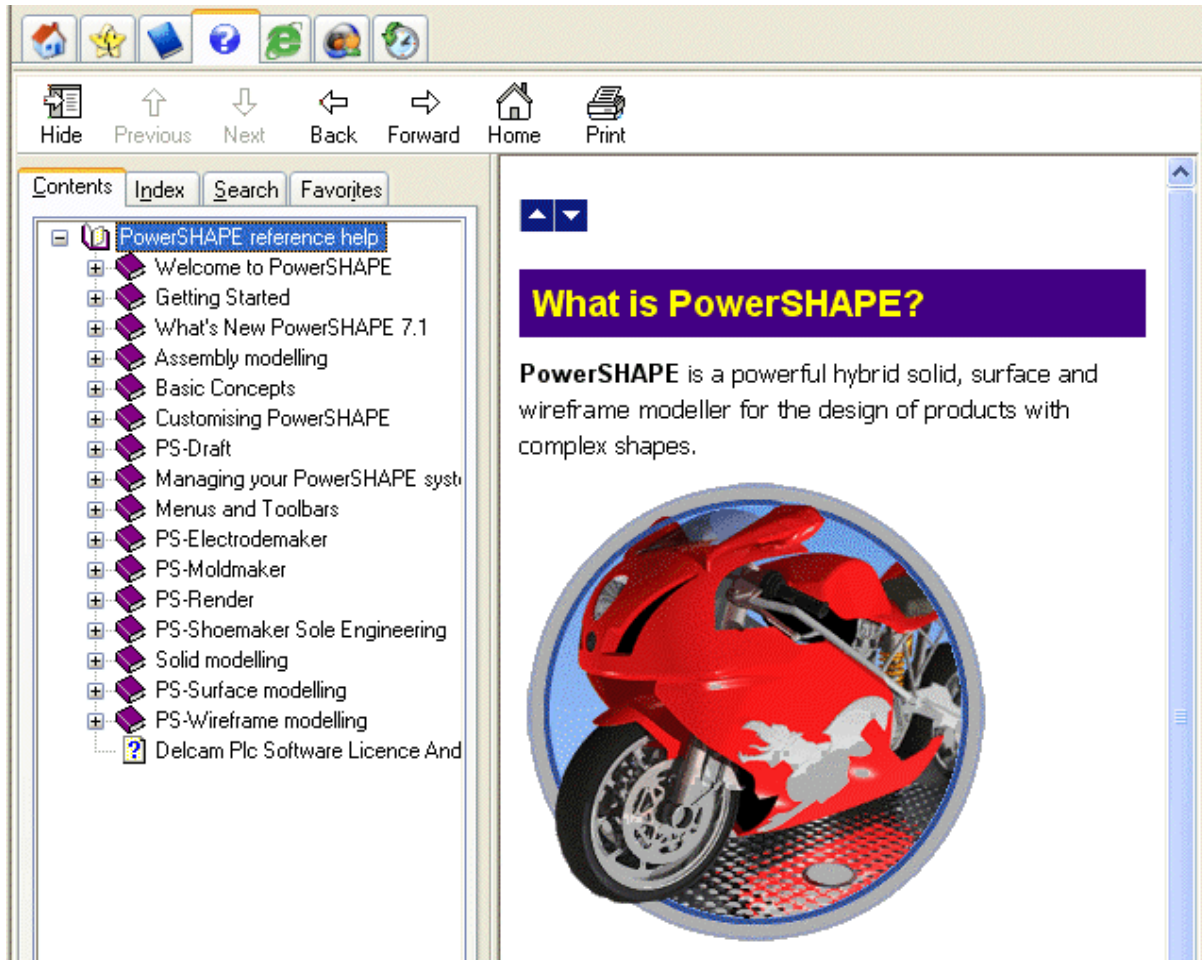 Hide Previous Next Back Forward Home Print
Contents Index Search Favorites
PowerSHAPE reference help
Welcome to PowerSHAPE
Getting Started
What's New PowerSHAPE 7.1
Assembly modelling
Basic Concepts
Customising PowerSHAPE
PS-Draft
Managing your PowerSHAPE syst
Menus and Toolbars
PS-Electrodemaker
PS-Moldmaker
PS-Render
PS-Shoemaker Sole Engineering
Solid modelling
PS-Surface modelling
PS-Wireframe modelling
Delcam Plc Software Licence And
What is PowerSHAPE?
PowerSHAPE is a powerful hybrid solid, surface and
wireframe modeller for the design of products with
complex shapes.